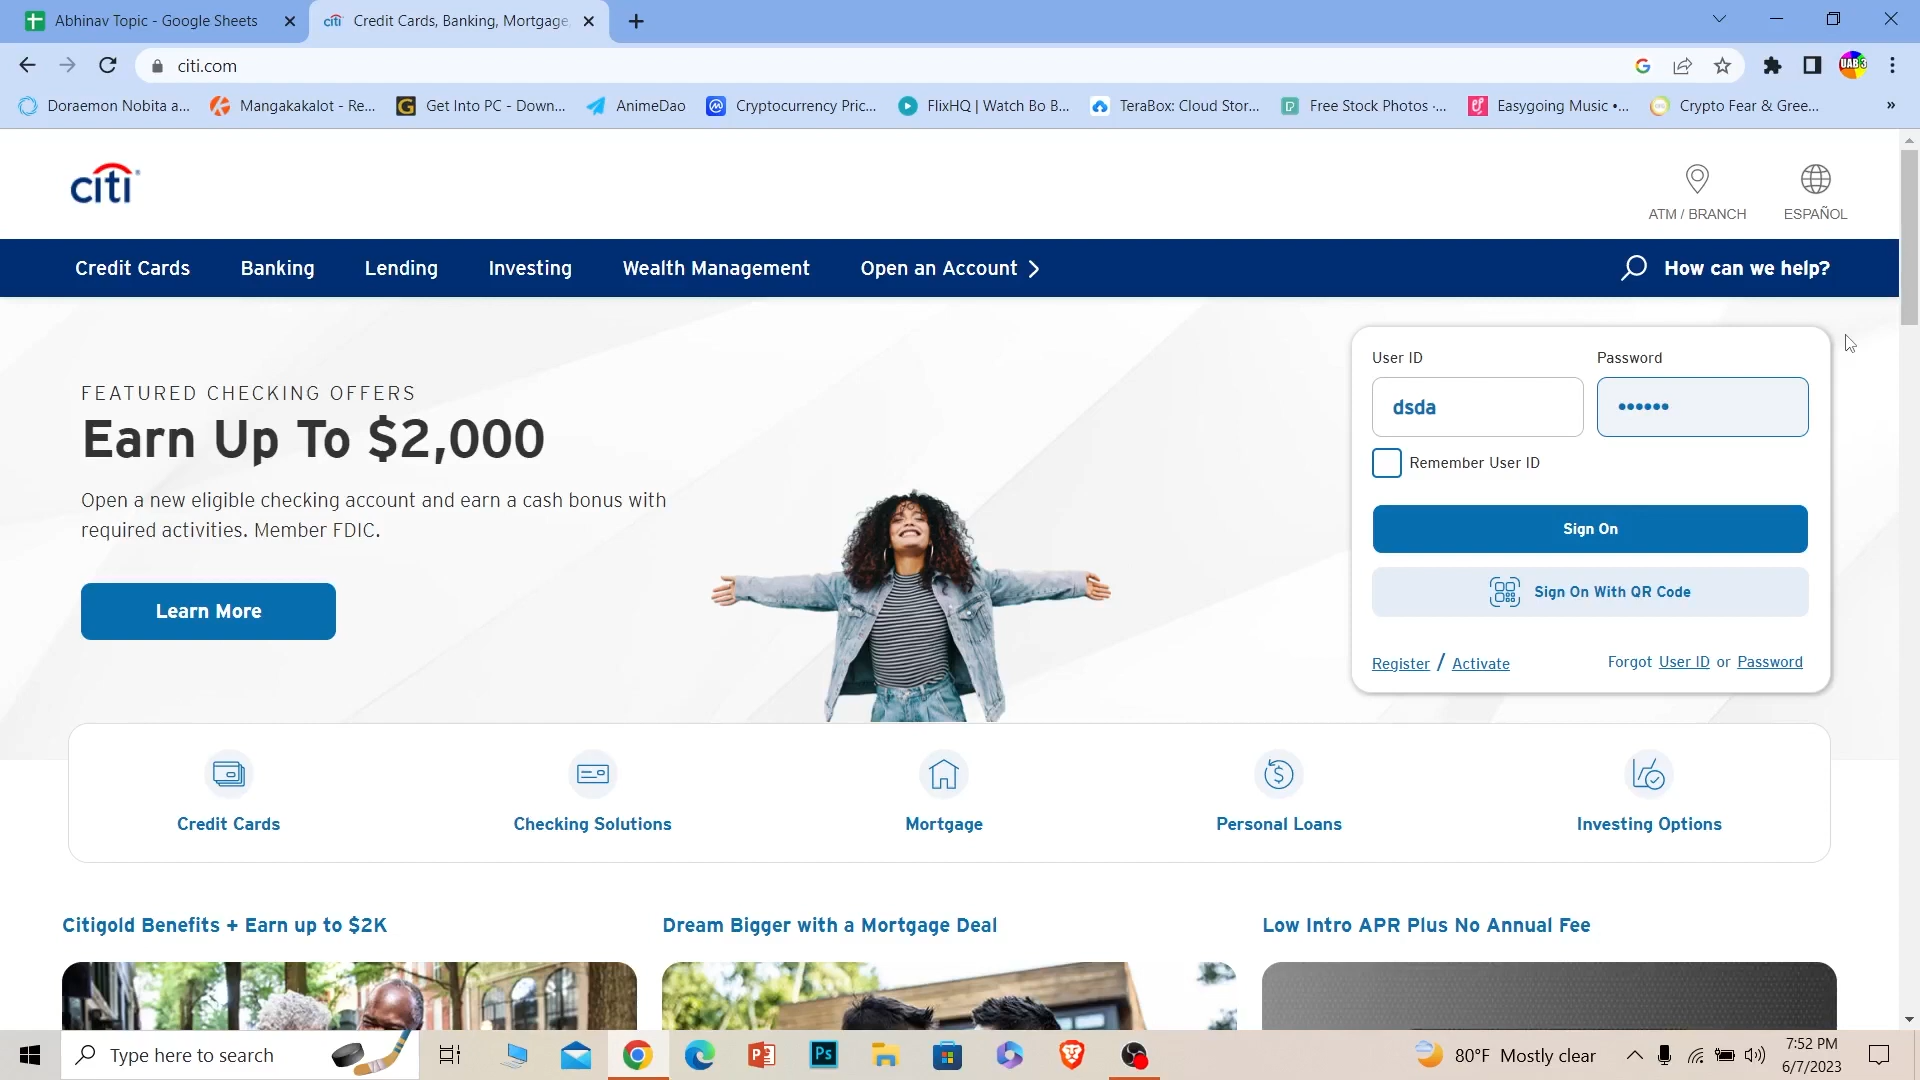 Abhinav Topic - Google Sheets
Credit Cards, Banking, Mortgage
citi.com
UAB 3
Doraemon Nobita a...
Mangakakalot - Re...
Get Into PC - Down...
AnimeDao
Cryptocurrency Pric...
FlixHQ | Watch Bo B...
TeraBox: Cloud Stor...
Free Stock Photos ·...
Easygoing Music •...
Crypto Fear & Gree...
»
citi
ATM / BRANCH
ESPAÑOL
Credit Cards
Banking
Lending
Investing
Wealth Management
Open an Account
How can we help?
FEATURED CHECKING OFFERS
Earn Up To $2,000
Open a new eligible checking account and earn a cash bonus with
required activities. Member FDIC.
Learn More
User ID
Password
dsda
••••••
Remember User ID
Sign On
Sign On With QR Code
Register / Activate
Forgot User ID or Password
Credit Cards
Checking Solutions
Mortgage
Personal Loans
Investing Options
Citigold Benefits + Earn up to $2K
Dream Bigger with a Mortgage Deal
Low Intro APR Plus No Annual Fee
Type here to search
80°F Mostly clear
7:52 PM
6/7/2023